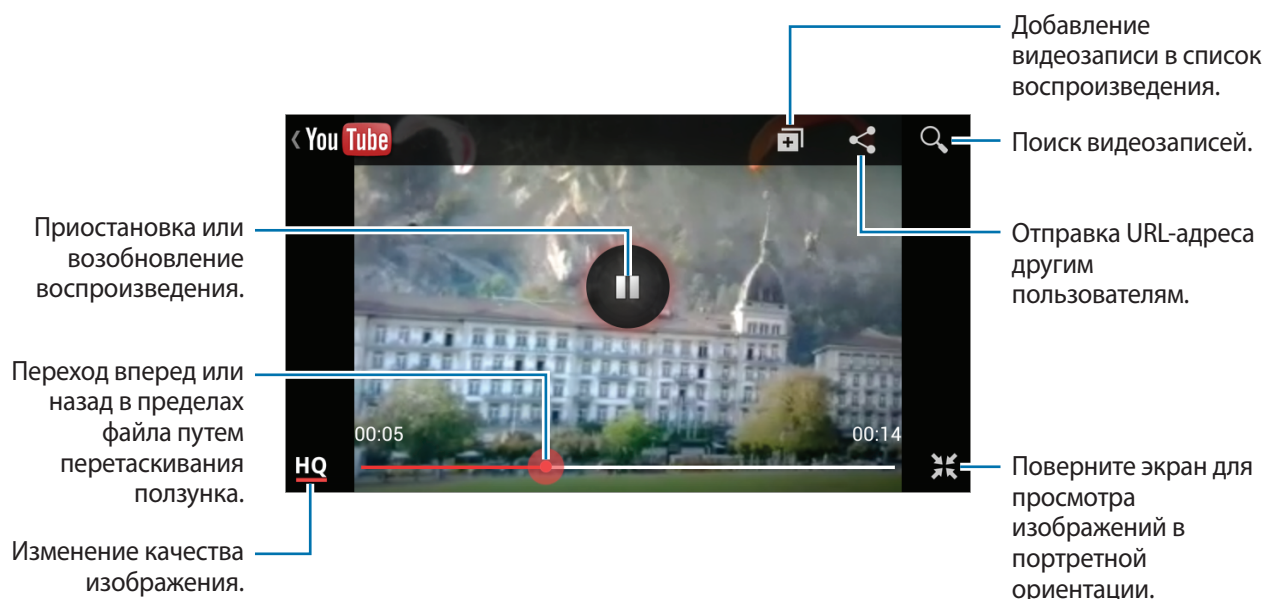 Добавление
видеозаписи в список
воспроизведения.
You Tube
Поиск видеозаписей.
Приостановка или
возобновление
воспроизведения.
Отправка URL-адреса
другим
пользователям.
Переход вперед или
назад в пределах
файла путем
перетаскивания
ползунка.
00:05
00:14
HQ
Поверните экран для
просмотра
изображений в
портретной
ориентации.
Изменение качества
изображения.